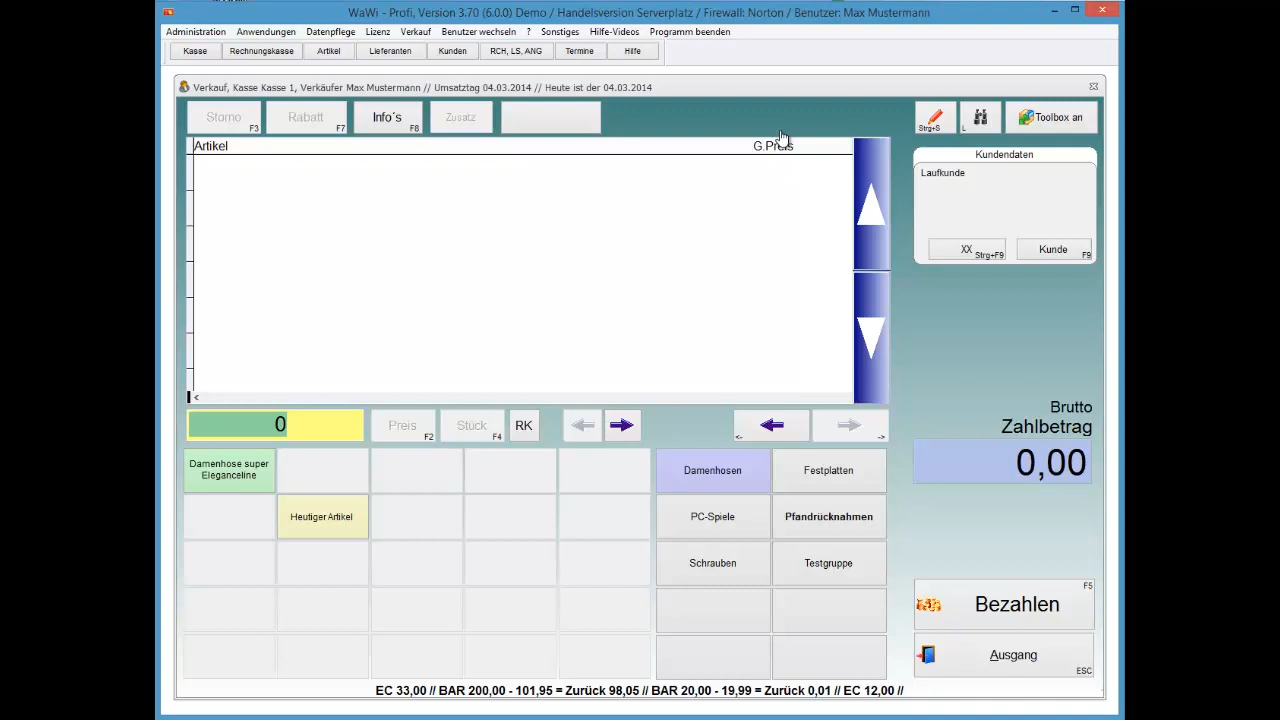 WaWi - Profi, Version 3.70 (6.0.0) Demo / Handelsversion Serverplatz / Firewall: Norton / Benutzer: Max Mustermann
Administration Anwendungen Datenpflege Lizenz Verkauf Benutzer wechseln ? Sonstiges Hilfe-Videos Programm beenden
Kasse Rechnungskasse Artikel Lieferanten Kunden RCH, LS, ANG Termine Hilfe
Verkauf, Kasse Kasse 1, Verkäufer Max Mustermann // Umsatztag 04.03.2014 // Heute ist der 04.03.2014
Storno F3 Rabatt F7 Info´s F8 Zusatz Strg+S L Toolbox an
Artikel G.Preis
Kundendaten
Laufkunde
XX Strg+F9 Kunde F9
<
0 Preis F2 Stück F4 RK <- ->
Brutto
Zahlbetrag
0,00
Damenhose super
Eleganceline
Damenhosen Festplatten
Heutiger Artikel PC-Spiele Pfandrücknahmen
Schrauben Testgruppe
Bezahlen F5
Ausgang ESC
EC 33,00 // BAR 200,00 - 101,95 = Zurück 98,05 // BAR 20,00 - 19,99 = Zurück 0,01 // EC 12,00 //